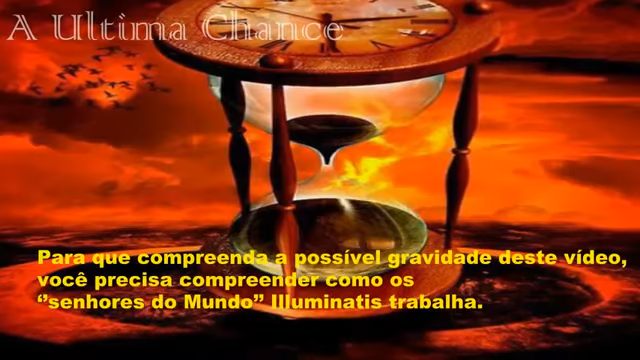 A Ultima Chance
Para que compreenda a possível gravidade deste vídeo,
você precisa compreender como os
‘’senhores do Mundo’’ Illuminatis trabalha.